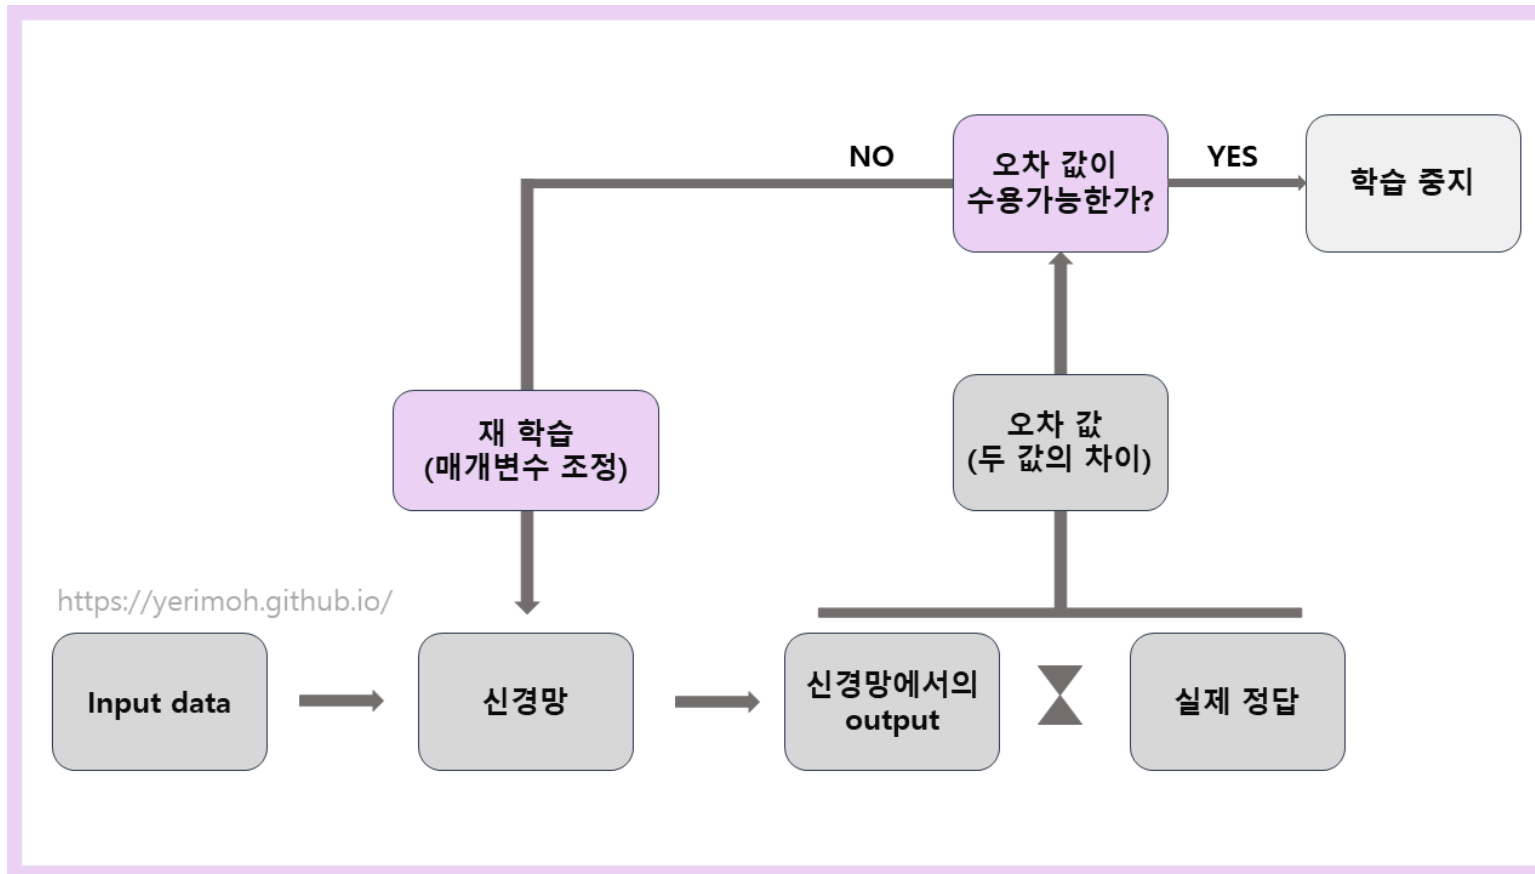 NO
오차 값이
수용가능한가?
YES
학습 중지
재 학습
(매개변수 조정)
오차 값
(두 값의 차이)
https://yerimoh.github.io/
Input data
신경망
신경망에서의
output
실제 정답